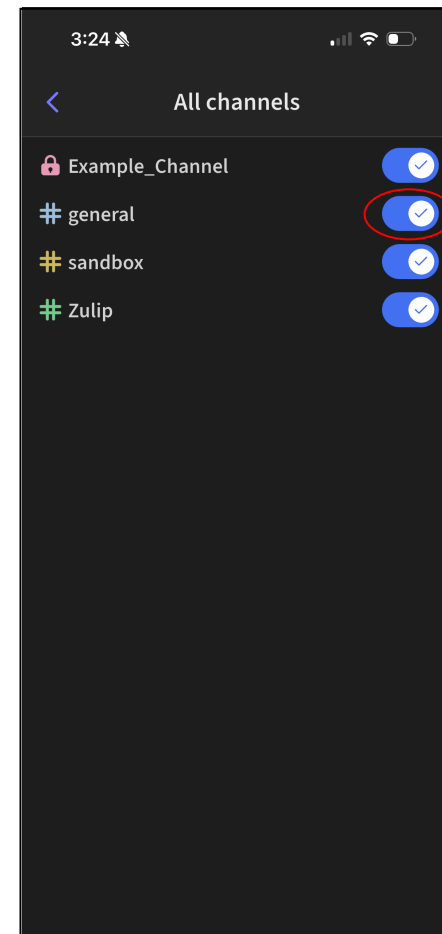 3:24
All channels
Example_Channel
# general
# sandbox
# Zulip